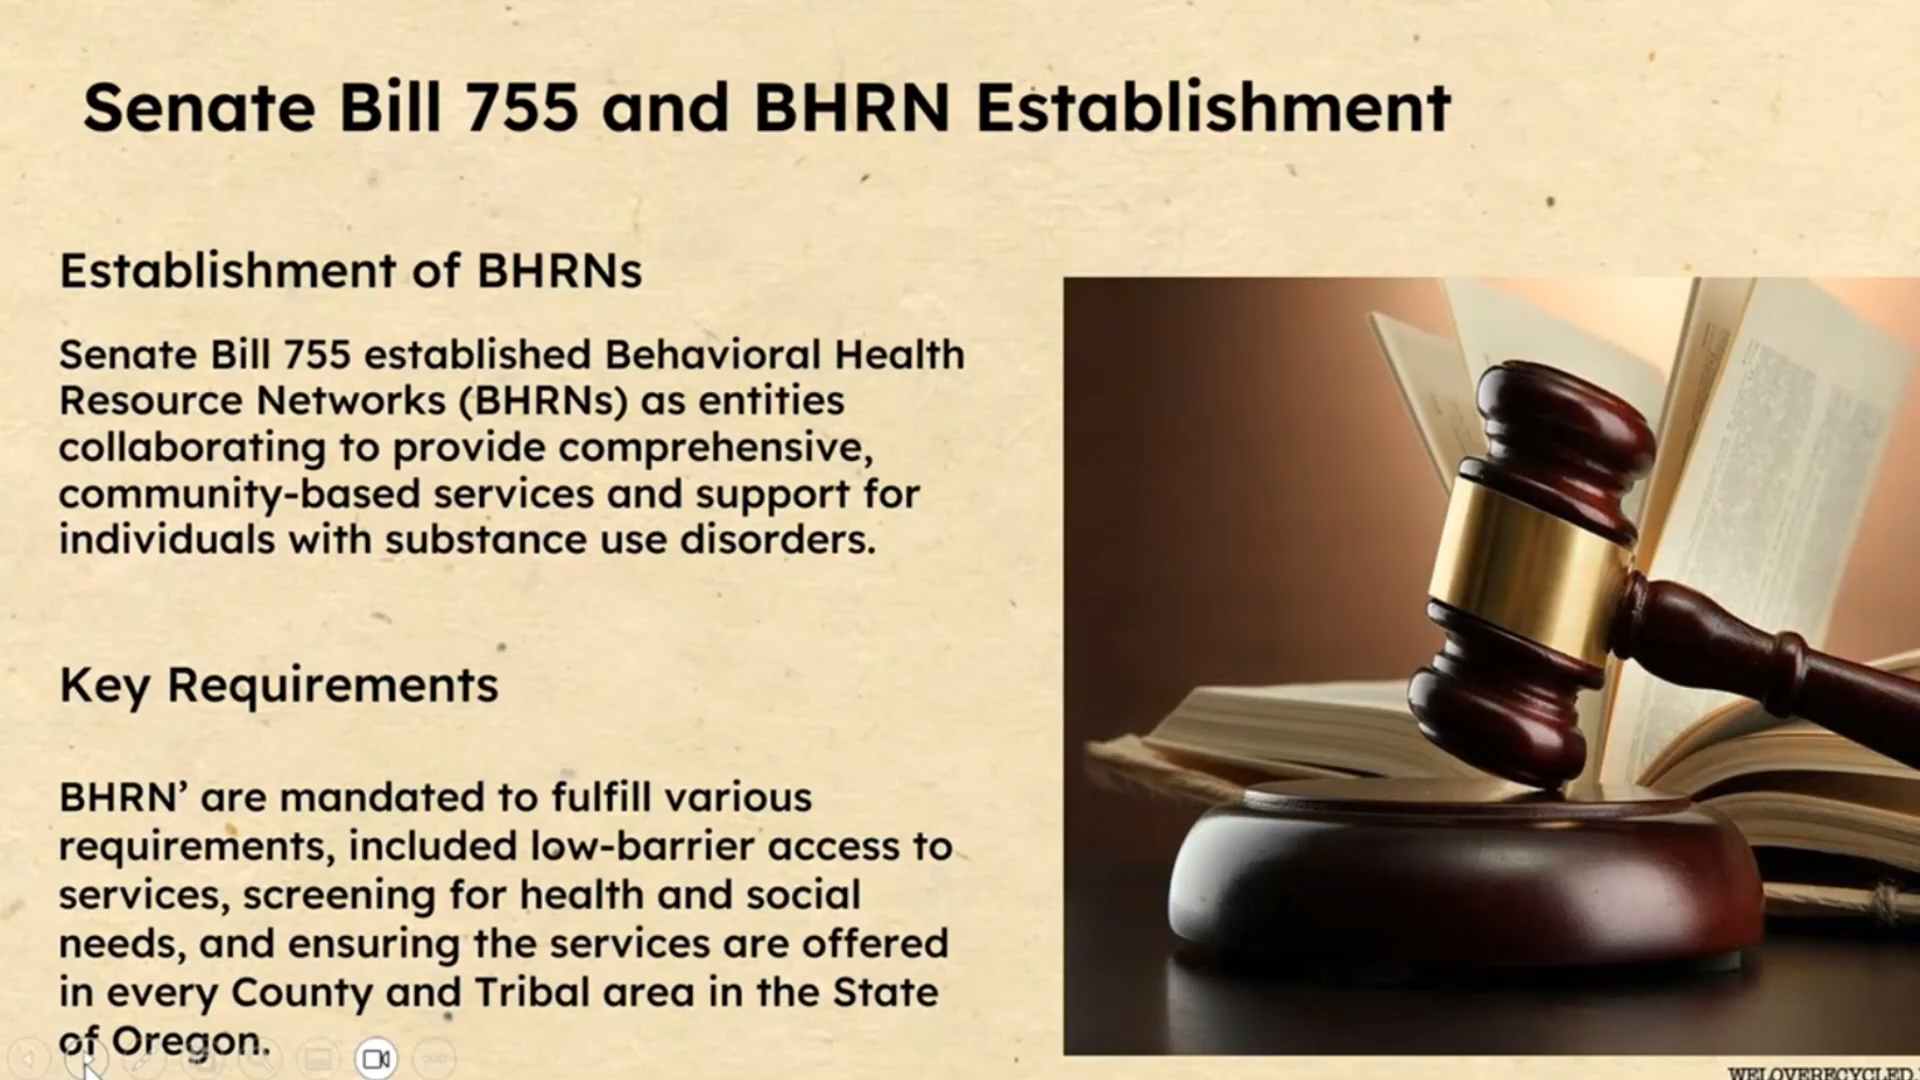 Senate Bill 755 and BHRN Establishment
Establishment of BHRNs
Senate Bill 755 established Behavioral Health
Resource Networks (BHRNs) as entities
collaborating to provide comprehensive,
community-based services and support for
individuals with substance use disorders.
Key Requirements
BHRN’ are mandated to fulfill various
requirements, included low-barrier access to
services, screening for health and social
needs, and ensuring the services are offered
in every County and Tribal area in the State
of Oregon.
WELOVERECYCLED.